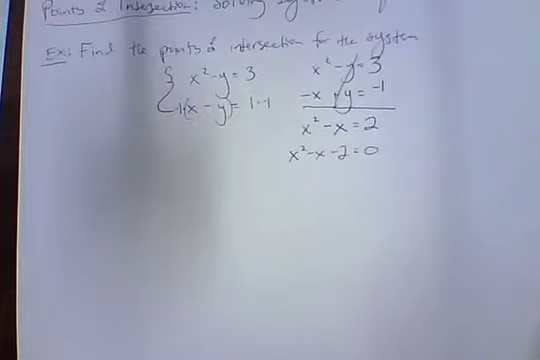 Points of Intersection: Solving
Ex: Find the points of intersection for the system
x² - y = 3
-1(x - y) = 1·-1
x² - y = 3
-x + y = -1
x² - x = 2
x² - x - 2 = 0